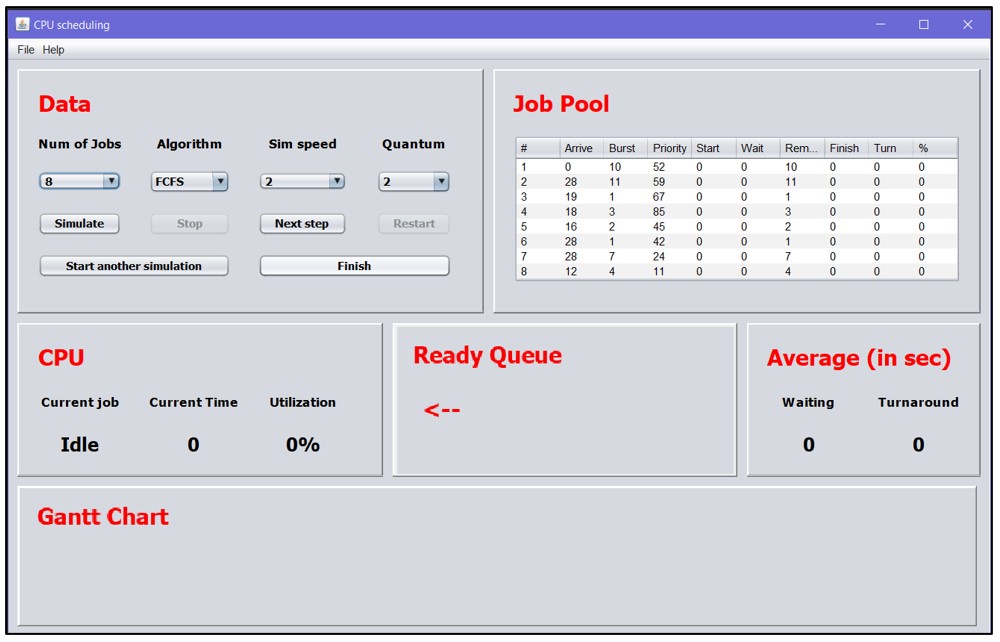 CPU scheduling
File Help
Data
Num of Jobs Algorithm Sim speed Quantum
8 FCFS 2 2
Simulate Stop Next step Restart
Start another simulation Finish
Job Pool
# Arrive Burst Priority Start Wait Rem... Finish Turn %
1 0 10 52 0 0 10 0 0 0
2 28 11 59 0 0 11 0 0 0
3 19 1 67 0 0 1 0 0 0
4 18 3 85 0 0 3 0 0 0
5 16 2 45 0 0 2 0 0 0
6 28 1 42 0 0 1 0 0 0
7 28 7 24 0 0 7 0 0 0
8 12 4 11 0 0 4 0 0 0
CPU
Current job Current Time Utilization
Idle 0 0%
Ready Queue
<--
Average (in sec)
Waiting Turnaround
0 0
Gantt Chart